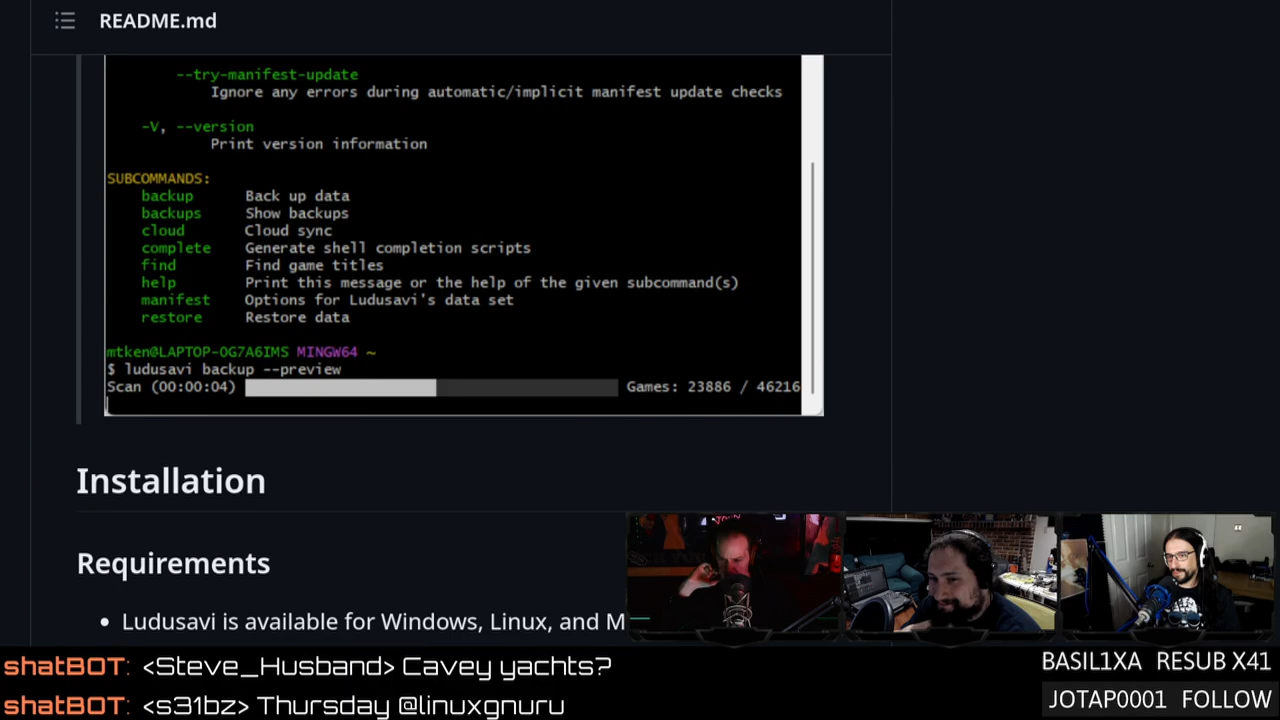 README.md
--try-manifest-update
Ignore any errors during automatic/implicit manifest update checks
-V, --version
Print version information
SUBCOMMANDS:
backup Back up data
backups Show backups
cloud Cloud sync
complete Generate shell completion scripts
find Find game titles
help Print this message or the help of the given subcommand(s)
manifest Options for Ludusavi's data set
restore Restore data
mtken@LAPTOP-OG7A6IMS MINGW64 ~
$ ludusavi backup --preview
Scan (00:00:04) Games: 23886 / 46216
Installation
Requirements
• Ludusavi is available for Windows, Linux, and M
shatBOT: <Steve_Husband> Cavey yachts?
BASIL1XA RESUB X41
shatBOT: <s31bz> Thursday @linuxgnuru
JOTAP0001 FOLLOW